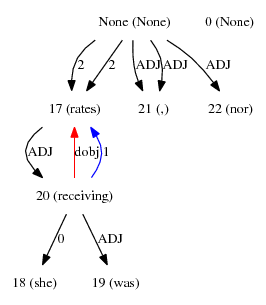 None (None) 0 (None)
2 2 ADJ ADJ ADJ
17 (rates) 21 (,) 22 (nor)
ADJ dobj 1
20 (receiving)
0 ADJ
18 (she) 19 (was)